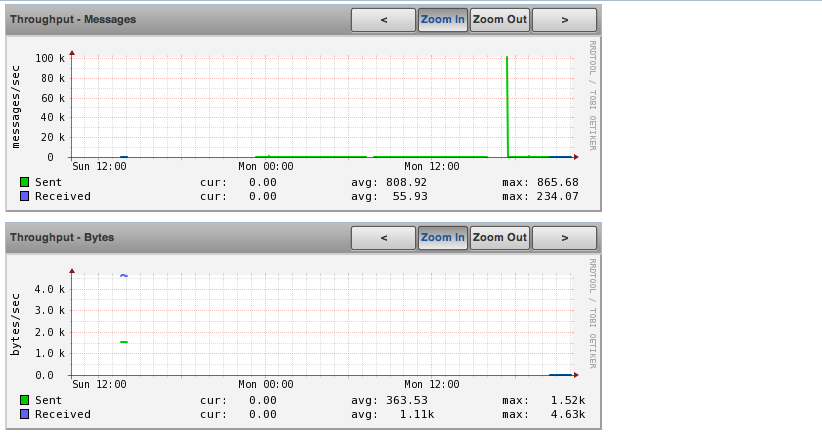 Throughput - Messages < Zoom In Zoom Out >
100 k
80 k
60 k
40 k
20 k
0
messages/sec
Sun 12:00 Mon 00:00 Mon 12:00
RRDTOOL / TOBI OETIKER
Sent cur: 0.00 avg: 808.92 max: 865.68
Received cur: 0.00 avg: 55.93 max: 234.07
Throughput - Bytes < Zoom In Zoom Out >
4.0 k
3.0 k
2.0 k
1.0 k
0.0
bytes/sec
Sun 12:00 Mon 00:00 Mon 12:00
RRDTOOL / TOBI OETIKER
Sent cur: 0.00 avg: 363.53 max: 1.52k
Received cur: 0.00 avg: 1.11k max: 4.63k